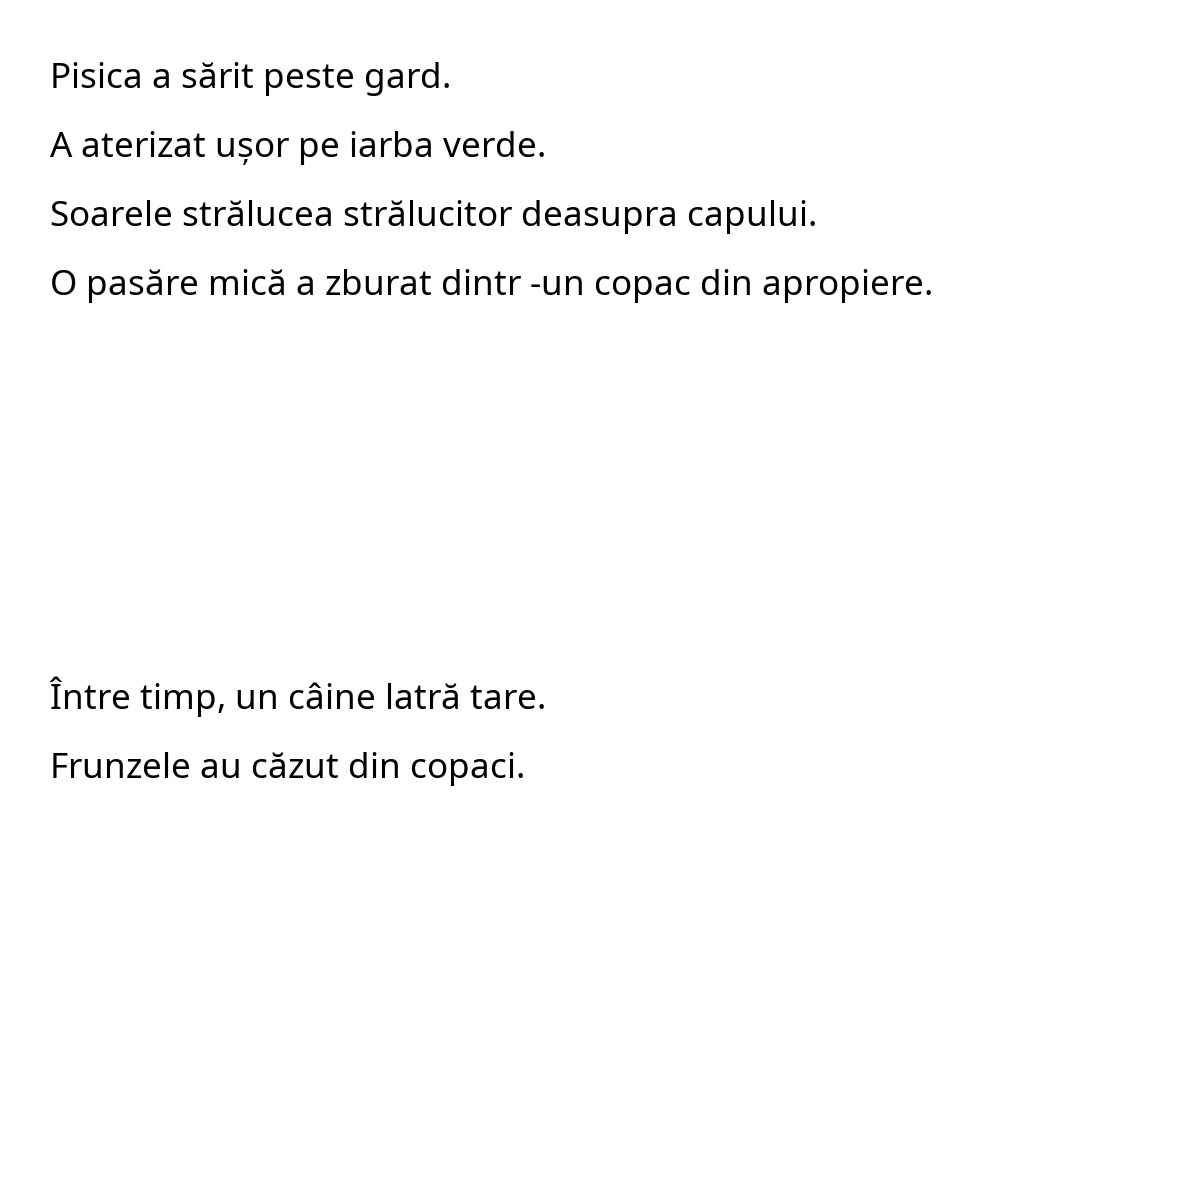 Pisica a sărit peste gard.
A aterizat ușor pe iarba verde.
Soarele strălucea strălucitor deasupra capului.
O pasăre mică a zburat dintr -un copac din apropiere.
Între timp, un câine latră tare.
Frunzele au căzut din copaci.